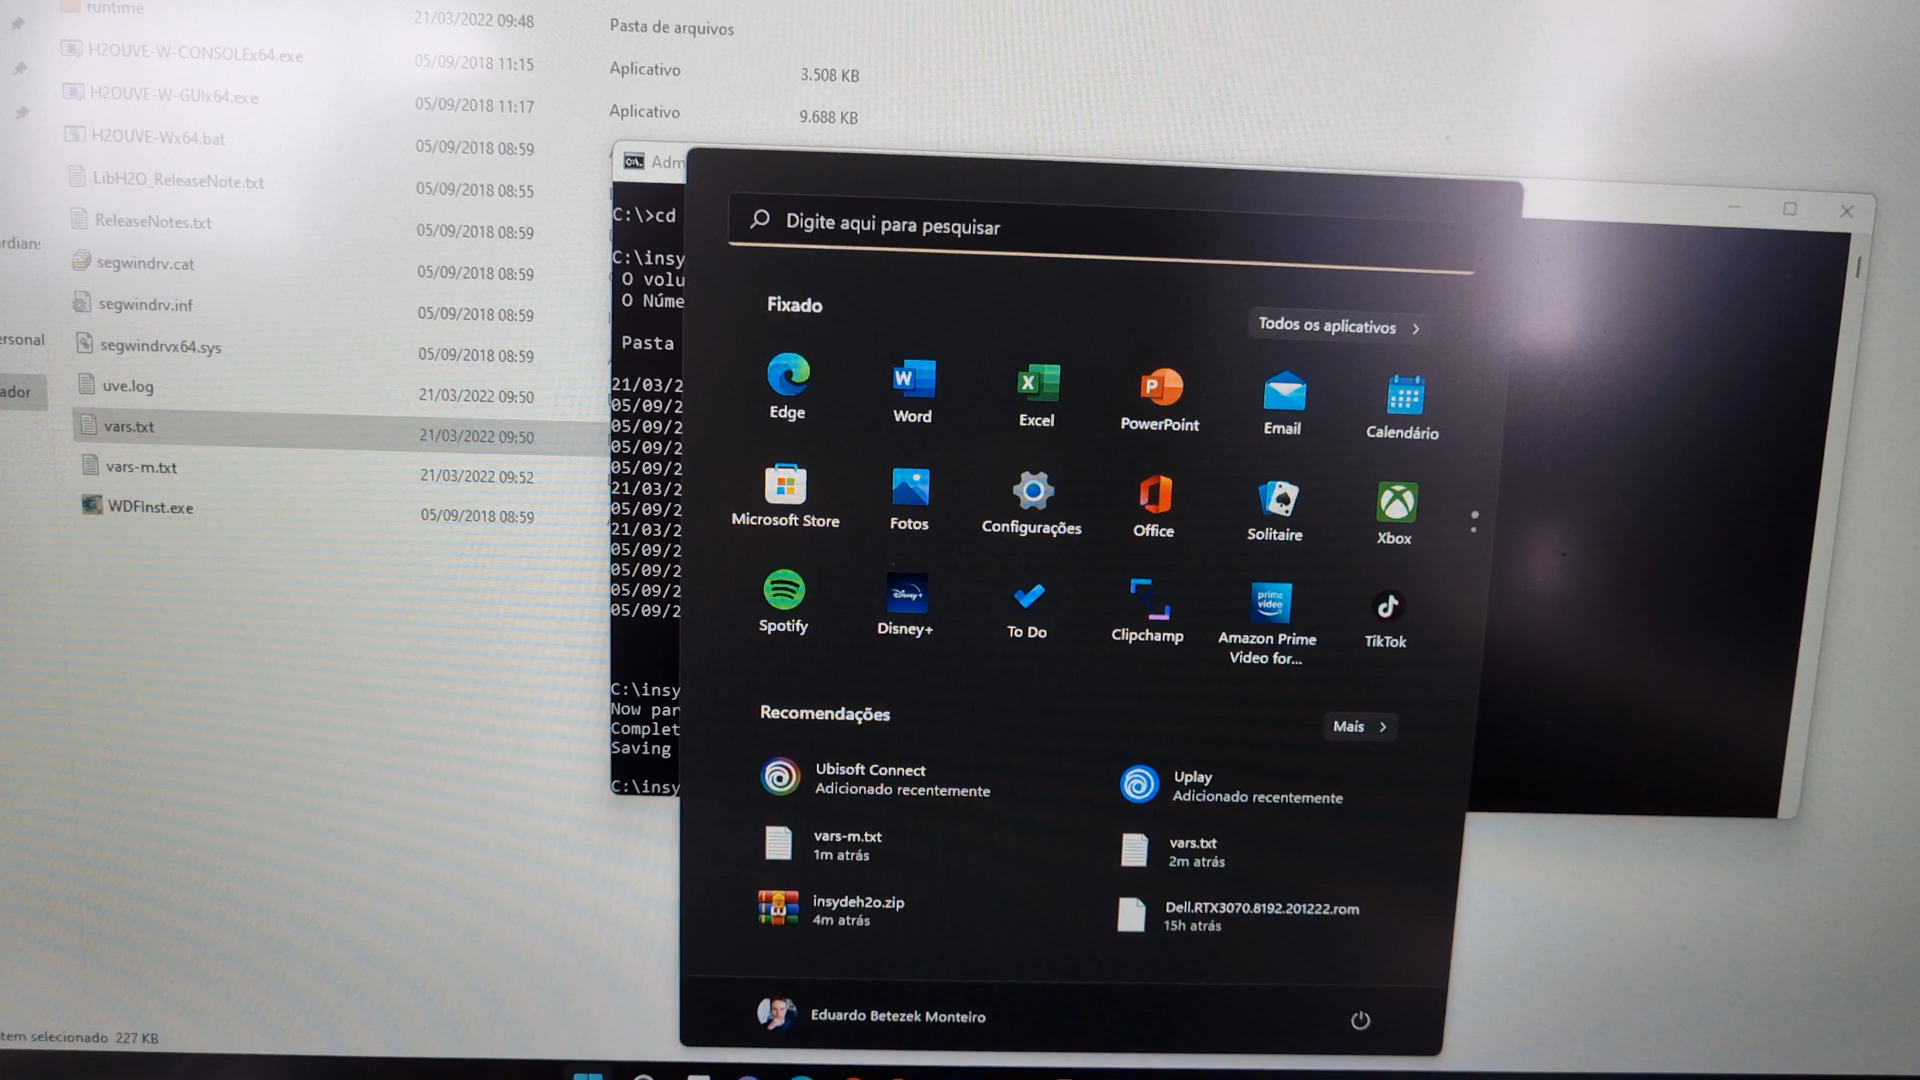 runtime
21/03/2022 09:48
Pasta de arquivos
H2OUVE-W-CONSOLEx64.exe
05/09/2018 11:15
Aplicativo
3.508 KB
H2OUVE-W-GUIx64.exe
05/09/2018 11:17
Aplicativo
9.688 KB
H2OUVE-Wx64.bat
05/09/2018 08:59
LibH2O_ReleaseNote.txt
05/09/2018 08:55
ReleaseNotes.txt
05/09/2018 08:59
segwindrv.cat
05/09/2018 08:59
segwindrv.inf
05/09/2018 08:59
segwindrvx64.sys
05/09/2018 08:59
uve.log
21/03/2022 09:50
vars.txt
21/03/2022 09:50
vars-m.txt
21/03/2022 09:52
WDFInst.exe
05/09/2018 08:59
rdian:
ersonal
ador
tem selecionado 227 KB
Adm
C:\>cd
C:\insy
O volu
O Núme
Pasta
21/03/2
05/09/2
05/09/2
05/09/2
05/09/2
21/03/2
05/09/2
21/03/2
05/09/2
05/09/2
05/09/2
05/09/2
C:\insy
Now par
Complet
Saving
C:\insy
Digite aqui para pesquisar
Fixado
Todos os aplicativos
Edge
Word
Excel
PowerPoint
Email
Calendário
Microsoft Store
Fotos
Configurações
Office
Solitaire
Xbox
Spotify
Disney+
To Do
Clipchamp
prime video
Amazon Prime
Video for...
TikTok
Recomendações
Mais
Ubisoft Connect
Adicionado recentemente
Uplay
Adicionado recentemente
vars-m.txt
1m atrás
vars.txt
2m atrás
insydeh2o.zip
4m atrás
Dell.RTX3070.8192.201222.rom
15h atrás
Eduardo Betezek Monteiro